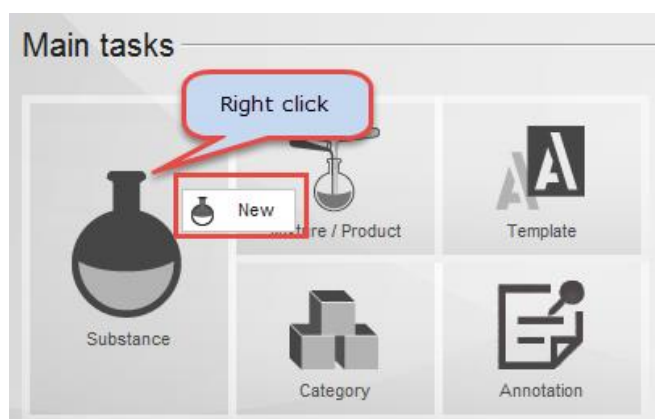 Main tasks
Right click
New
Mixture / Product
Template
Substance
Category
Annotation